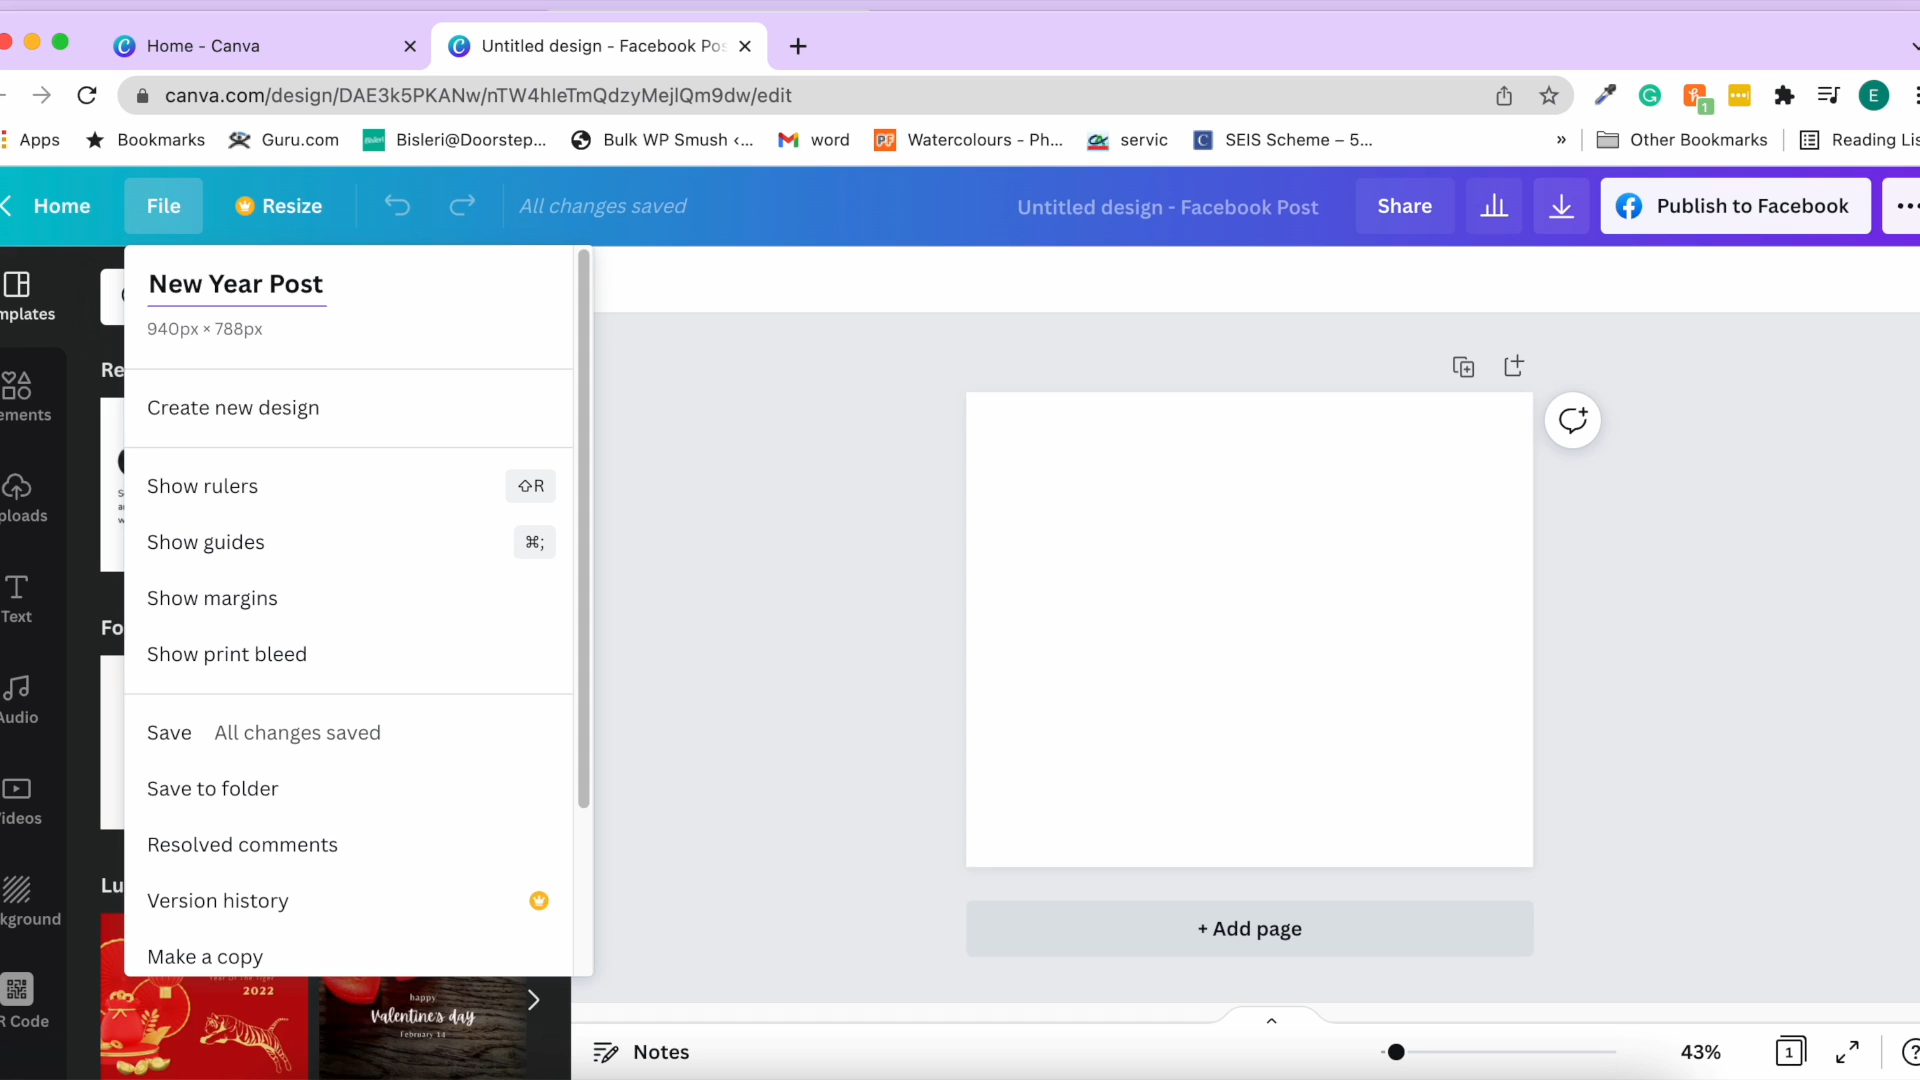 Home - Canva
Untitled design - Facebook Pos
canva.com/design/DAE3k5PKANw/nTW4hleTmQdzyMejlQm9dw/edit
1
E
Apps
Bookmarks
Guru.com
Bisleri@Doorstep...
Bulk WP Smush ‹...
word
PF
Watercolours - Ph...
servic
C
SEIS Scheme – 5...
»
Other Bookmarks
Reading Lis
Home
File
Resize
All changes saved
Untitled design - Facebook Post
Share
Publish to Facebook
New Year Post
940px × 788px
Create new design
Show rulers
⇧R
Show guides
⌘;
Show margins
Show print bleed
Save
All changes saved
Save to folder
Resolved comments
Version history
Make a copy
mplates
ements
ploads
Text
Audio
ideos
kground
R Code
Re
Fo
Lu
2022
happy
Valentine's day
February 14
+ Add page
Notes
43%
1